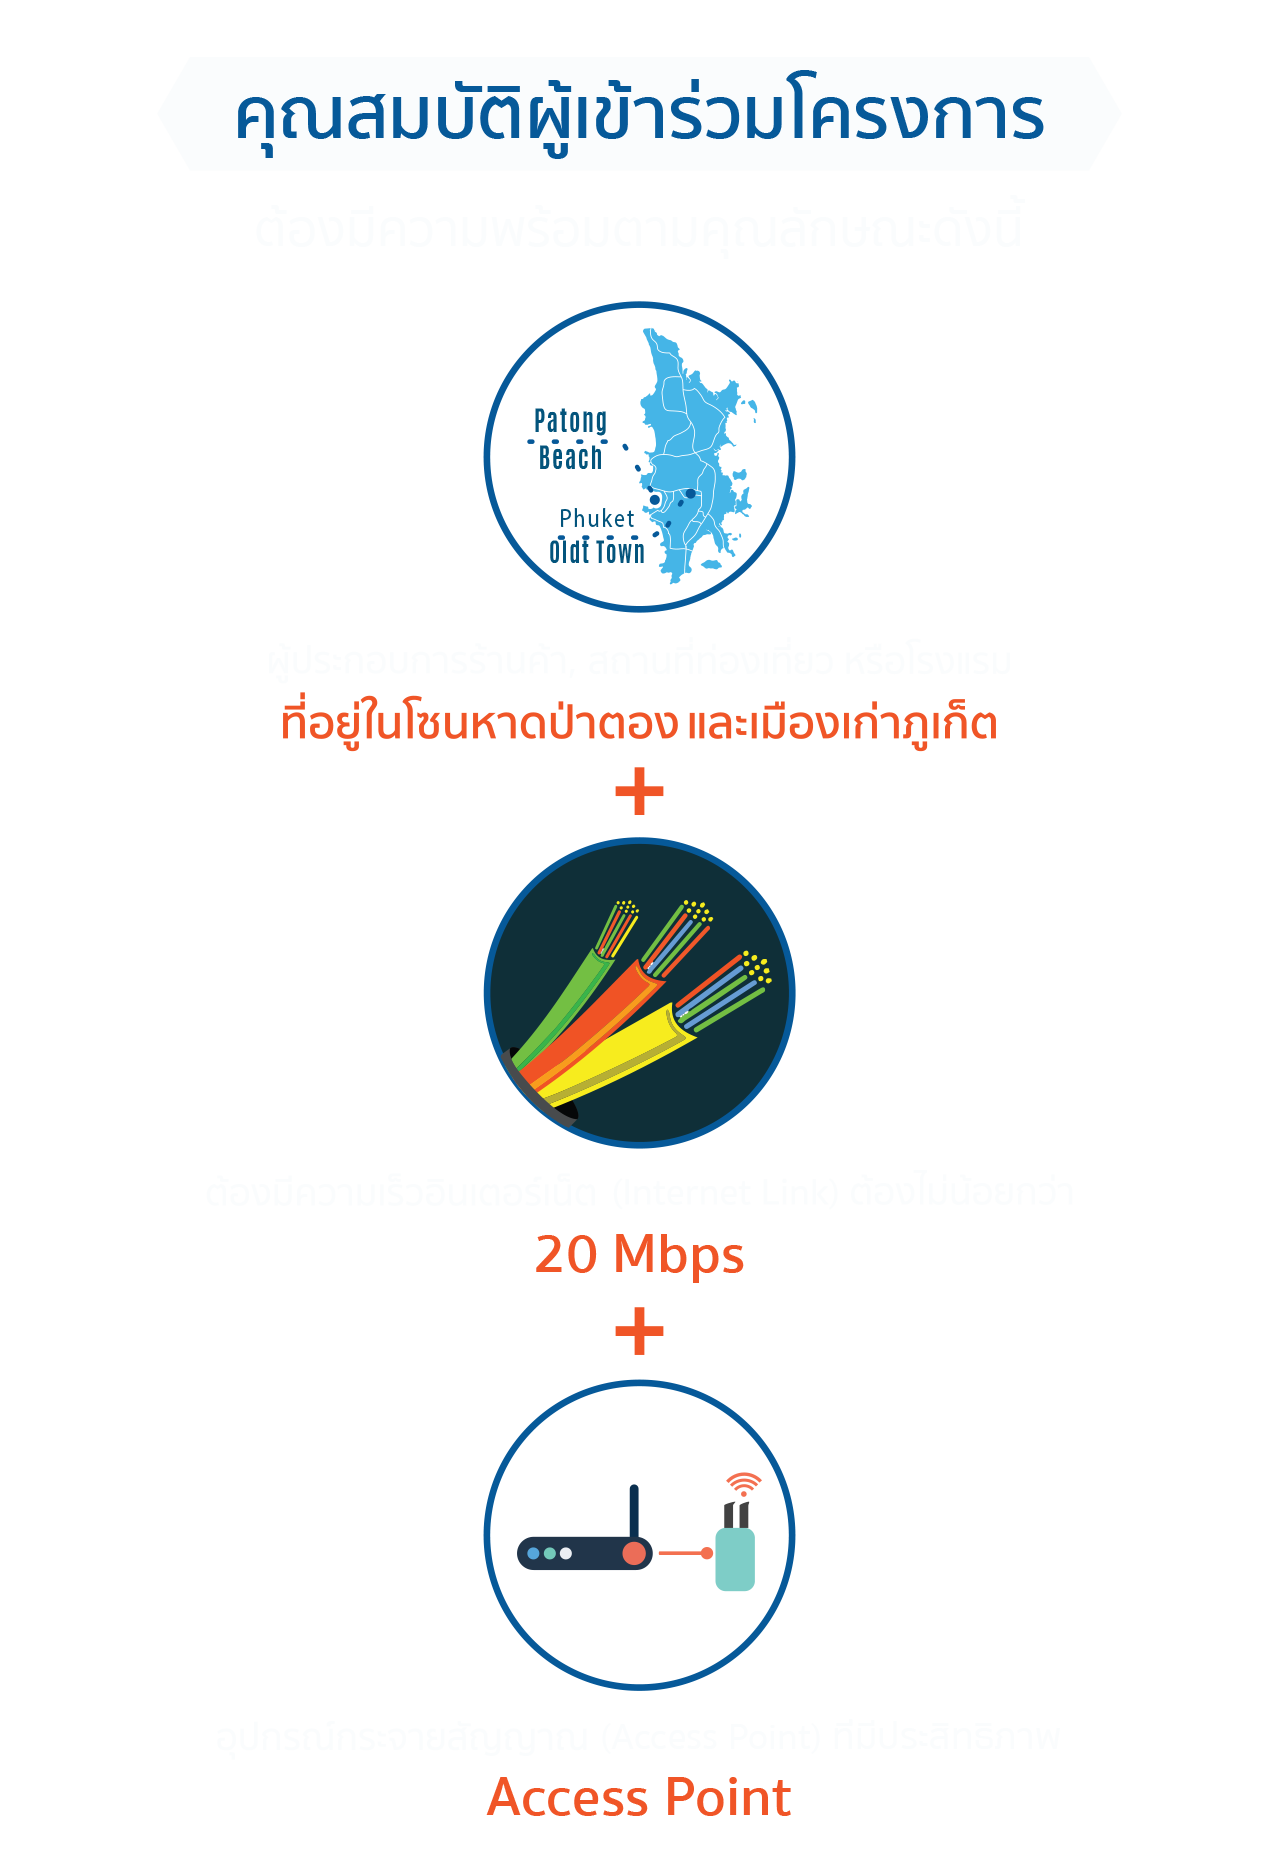 คุณสมบัติผู้เข้าร่วมโครงการ
ต้องมีความพร้อมตามคุณลักษณะดังนี้
Patong
Beach
Phuket
Oldt Town
ผู้ประกอบการร้านค้า, สถานที่ท่องเที่ยว หรือโรงแรม
ที่อยู่ในโซนหาดป่าตอง และเมืองเก่าภูเก็ต
+
ต้องมีความเร็วอินเตอร์เน็ต (Internet Link) ต้องไม่น้อยกว่า
20 Mbps
+
อุปกรณ์กระจายสัญญาณ (Access Point) ที่มีประสิทธิภาพ
Access Point